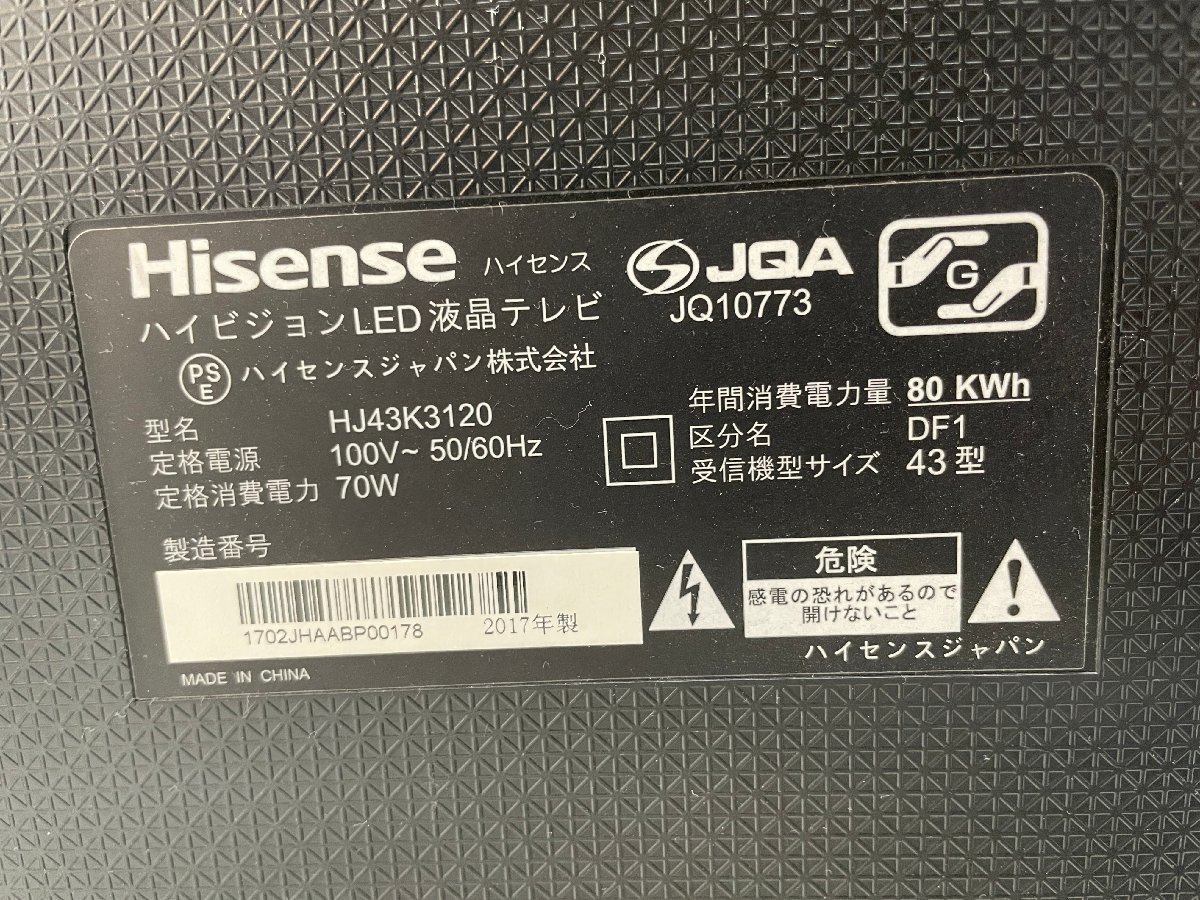 Hisense ハイセンス
ハイビジョンLED液晶テレビ
PS
E
ハイセンスジャパン株式会社
JQA
JQ10773
G
型名 HJ43K3120
定格電源 100V~ 50/60Hz
定格消費電力 70W
年間消費電力量 80 KWh
区分名 DF1
受信機型サイズ 43型
製造番号
1702JHAABP00178 2017年製
MADE IN CHINA
危険
感電の恐れがあるので
開けないこと
ハイセンスジャパン